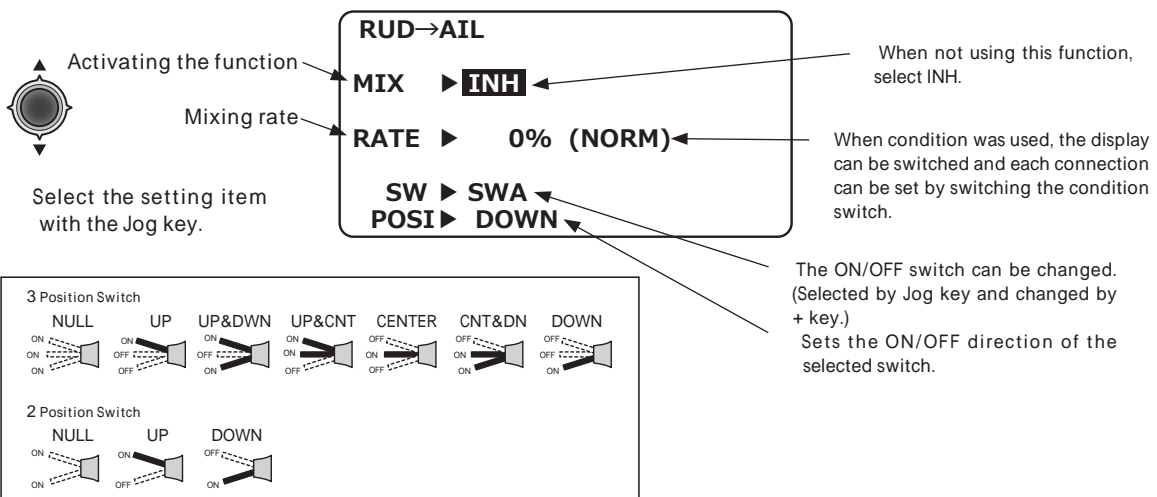 RUD→AIL
MIX ▶ INH
RATE ▶ 0% (NORM)
SW ▶ SWA
POSI ▶ DOWN
Activating the function
Mixing rate
Select the setting item
with the Jog key.
When not using this function,
select INH.
When condition was used, the display
can be switched and each connection
can be set by switching the condition
switch.
The ON/OFF switch can be changed.
(Selected by Jog key and changed by
+ key.)
Sets the ON/OFF direction of the
selected switch.
3 Position Switch
NULL UP UP&DWN UP&CNT CENTER CNT&DN DOWN
ON ON ON ON OFF OFF OFF
ON OFF OFF ON ON ON OFF
ON OFF ON OFF OFF ON ON
2 Position Switch
NULL UP DOWN
ON ON OFF
ON OFF ON